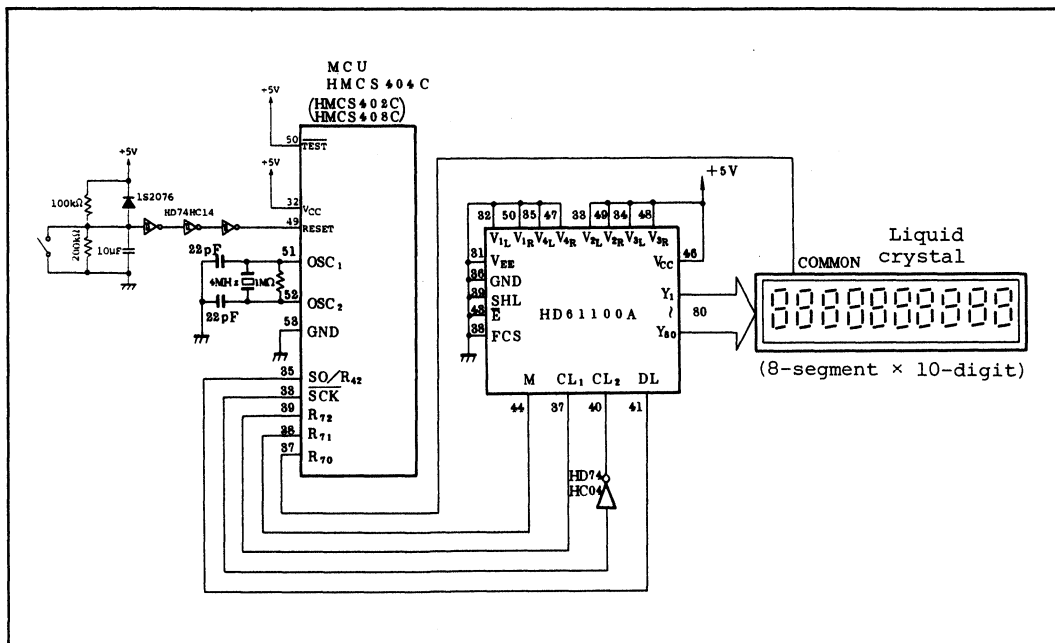 MCU
HMCS404C
(HMCS402C)
(HMCS408C)
+5V
50
TEST
+5V
32
VCC
+5V
100kΩ
1S2076
HD74HC14
49
RESET
200kΩ
10uF
22pF
51
OSC1
4MHz
1MΩ
52
OSC2
22pF
53
GND
35
SO/R42
33
SCK
39
R72
38
R71
37
R70
+5V
32 50 35 47 33 49 34 48
V1L V1R V4L V4R V2L V2R V3L V3R
31
VEE
VCC
46
36
GND
39
SHL
Y1
43
E
HD61100A
≀
80
38
FCS
Y80
M CL1 CL2 DL
44 37 40 41
HD74
HC04
Liquid
crystal
COMMON
8888888888
(8-segment × 10-digit)